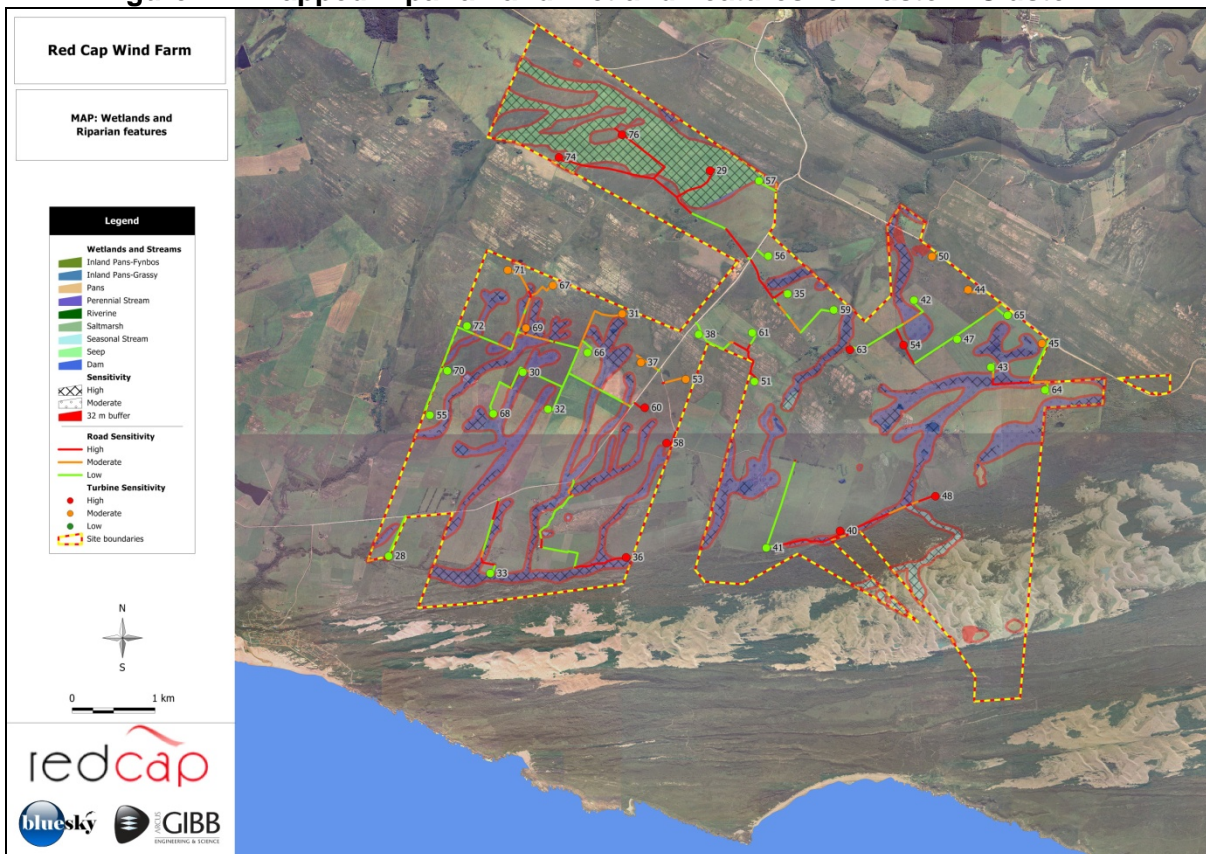 Red Cap Wind Farm
MAP: Wetlands and
Riparian features
Legend
Wetlands and Streams
Inland Pans-Fynbos
Inland Pans-Grassy
Pans
Perennial Stream
Riverine
Saltmarsh
Seasonal Stream
Seep
Dam
Sensitivity
High
Moderate
32 m buffer
Road Sensitivity
High
Moderate
Low
Turbine Sensitivity
High
Moderate
Low
Site boundaries
N
S
0 1 km
redcap
bluesky
ARCUS
GIBB
ENGINEERING & SCIENCE
76
74
29
57
56
50
71
67
35
44
42
59
31
65
72
69
38
61
47
45
66
63
54
37
70
30
53
51
43
64
68
32
60
55
58
48
40
41
28
36
33